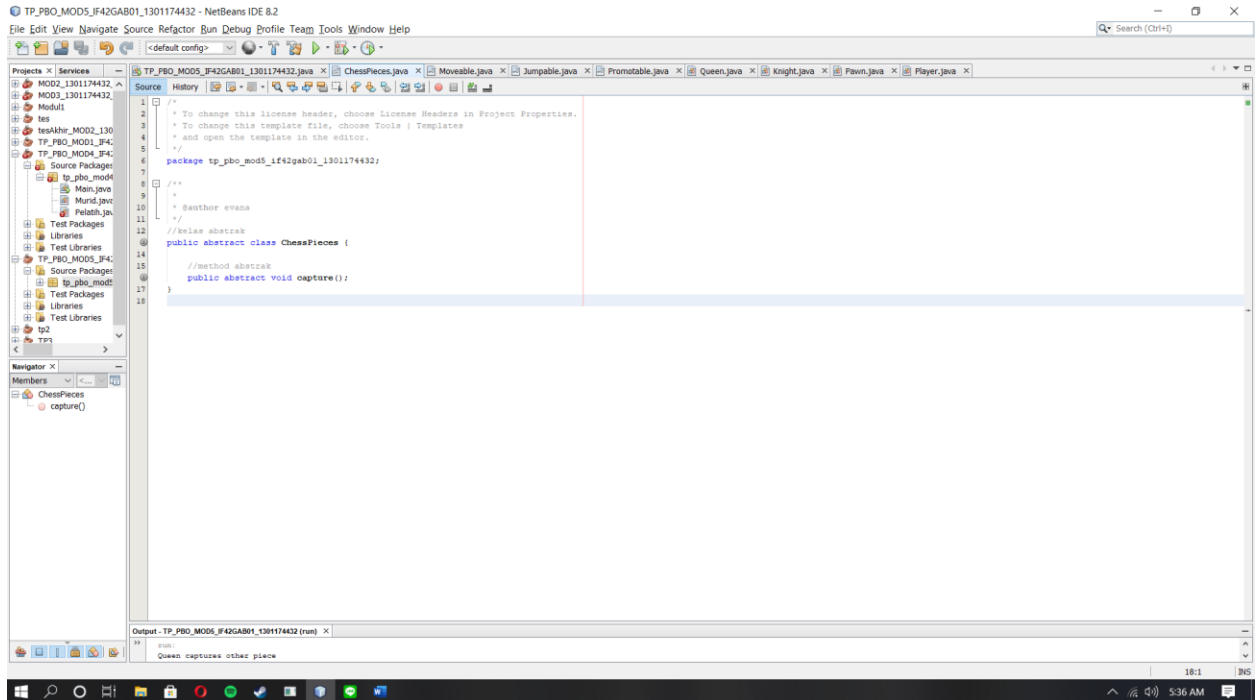 TP_PBO_MOD5_IF42GAB01_1301174432 - NetBeans IDE 8.2
File Edit View Navigate Source Refactor Run Debug Profile Team Tools Window Help
Search (Ctrl+I)
<default config>
Projects Services
TP_PBO_MOD5_IF42GAB01_1301174432.java ChessPieces.java Moveable.java Jumpable.java Promotable.java Queen.java Knight.java Pawn.java Player.java
Source History
MOD2_1301174432_
MOD3_1301174432_
Modul1
tes
tesAkhir_MOD2_130
TP_PBO_MOD1_IF42
TP_PBO_MOD4_IF42
Source Packages
tp_pbo_mod4
Main.java
Murid.java
Pelatih.jav
Test Packages
Libraries
Test Libraries
TP_PBO_MOD5_IF42
Source Packages
tp_pbo_mod5
Test Packages
Libraries
Test Libraries
tp2
TP3
1 /*
2 * To change this license header, choose License Headers in Project Properties.
3 * To change this template file, choose Tools | Templates
4 * and open the template in the editor.
5 */
6 package tp_pbo_mod5_if42gab01_1301174432;
7
8 /**
9 *
10 * @author evana
11 */
12 //kelas abstrak
public abstract class ChessPieces {
14
15 //method abstrak
public abstract void capture();
17 }
18
Navigator
Members <...
ChessPieces
capture()
Output - TP_PBO_MOD5_IF42GAB01_1301174432 (run)
run:
Queen captures other piece
18:1 INS
5:36 AM